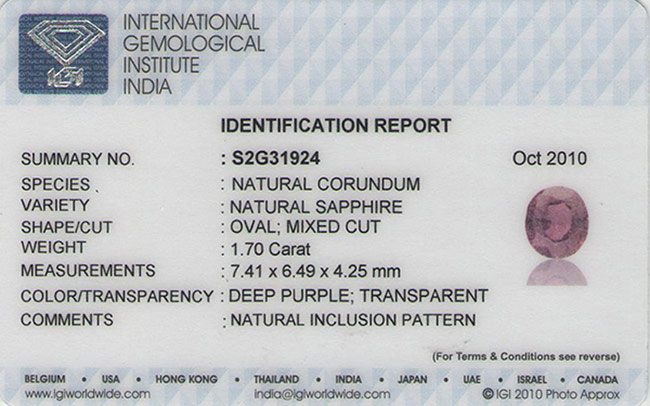 INTERNATIONAL
GEMOLOGICAL
INSTITUTE
INDIA
IGI
IDENTIFICATION REPORT
SUMMARY NO. : S2G31924 Oct 2010
SPECIES : NATURAL CORUNDUM
VARIETY : NATURAL SAPPHIRE
SHAPE/CUT : OVAL; MIXED CUT
WEIGHT : 1.70 Carat
MEASUREMENTS : 7.41 x 6.49 x 4.25 mm
COLOR/TRANSPARENCY : DEEP PURPLE; TRANSPARENT
COMMENTS : NATURAL INCLUSION PATTERN
(For Terms & Conditions see reverse)
BELGIUM • USA • HONG KONG • THAILAND • INDIA • JAPAN • UAE • ISRAEL • CANADA
www.igiworldwide.com india@igiworldwide.com © IGI 2010 Photo Approx